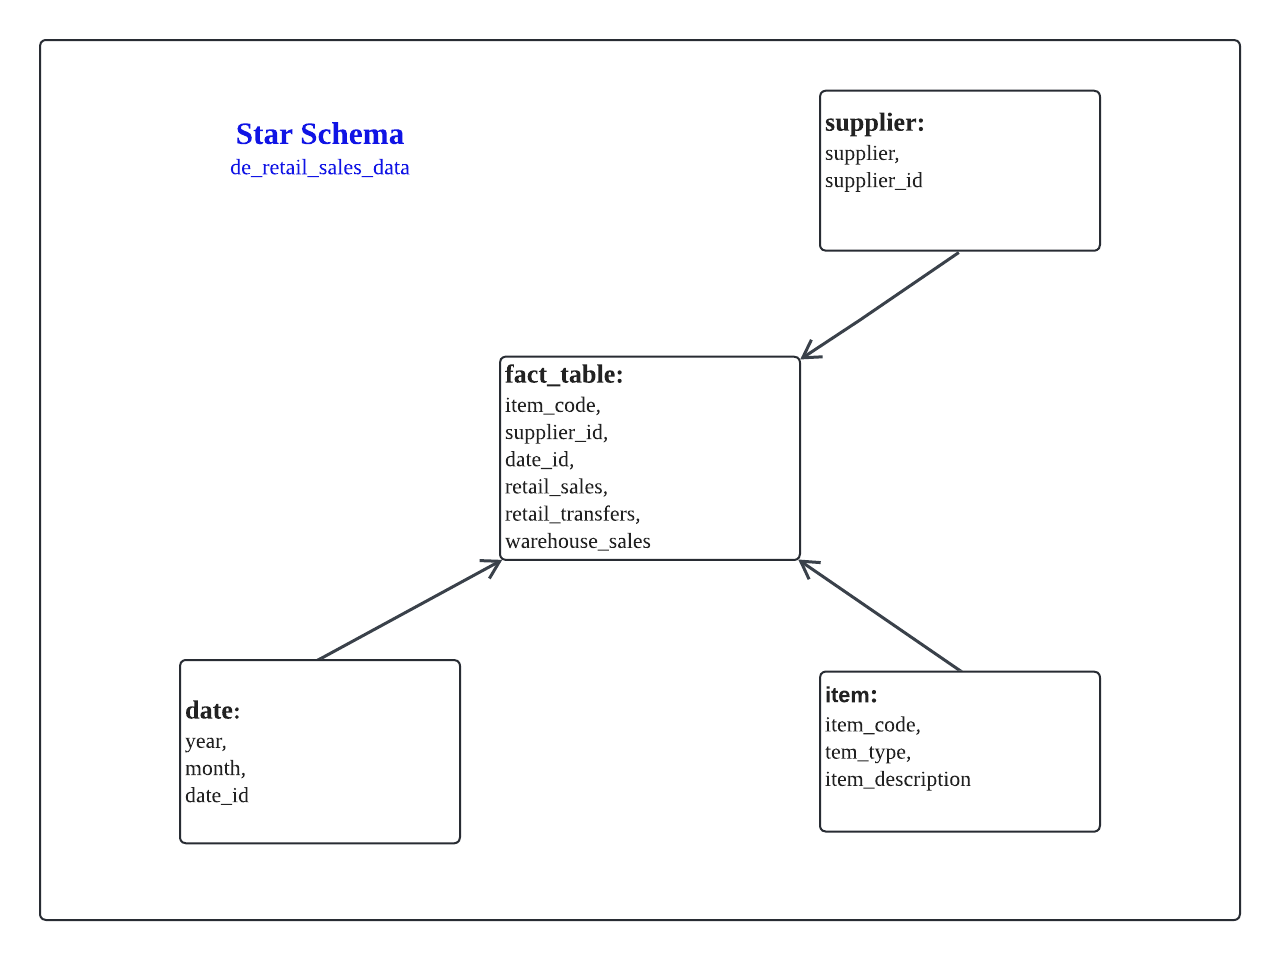 Star Schema
de_retail_sales_data
supplier:
supplier,
supplier_id
fact_table:
item_code,
supplier_id,
date_id,
retail_sales,
retail_transfers,
warehouse_sales
date:
year,
month,
date_id
item:
item_code,
tem_type,
item_description